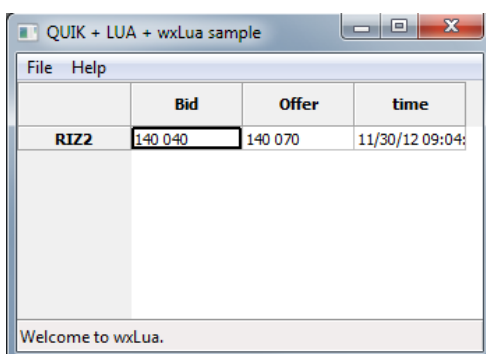 QUIK + LUA + wxLua sample
File Help
Bid Offer time
RIZ2 140 040 140 070 11/30/12 09:04:
Welcome to wxLua.